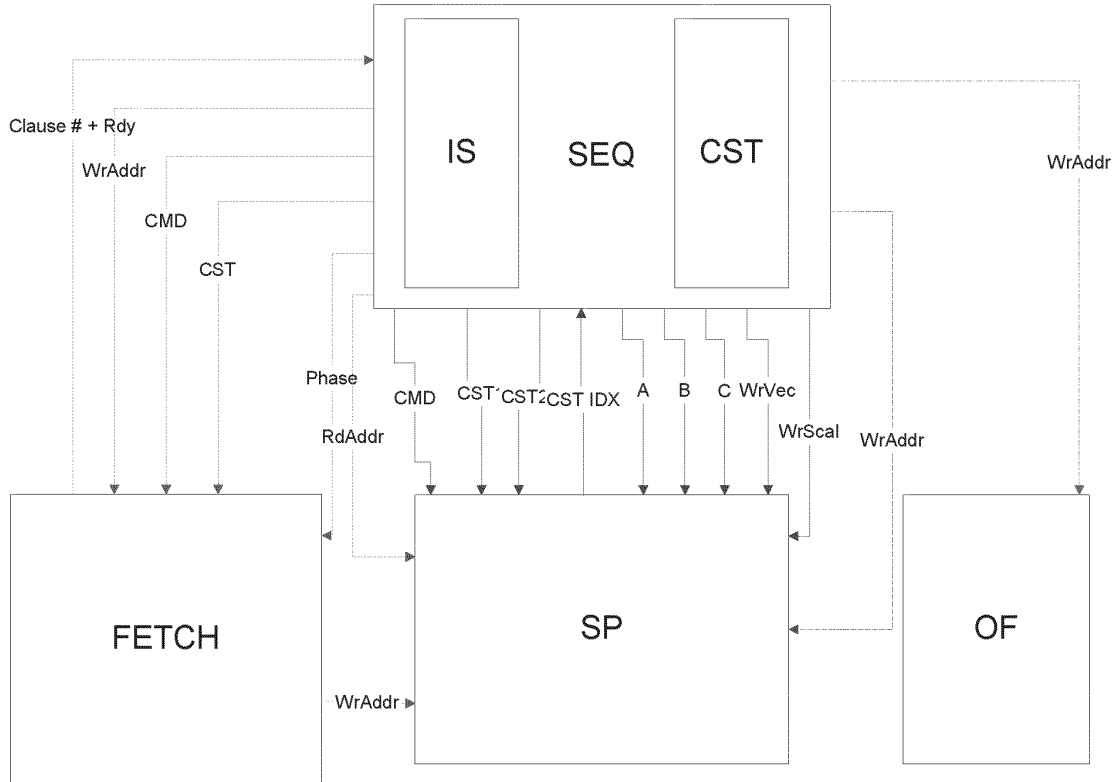 IS
SEQ
CST
Clause # + Rdy
WrAddr
WrAddr
CMD
CST
Phase
CMD
CST1
CST2
CST IDX
A
B
C
WrVec
RdAddr
WrScal
WrAddr
FETCH
SP
OF
WrAddr